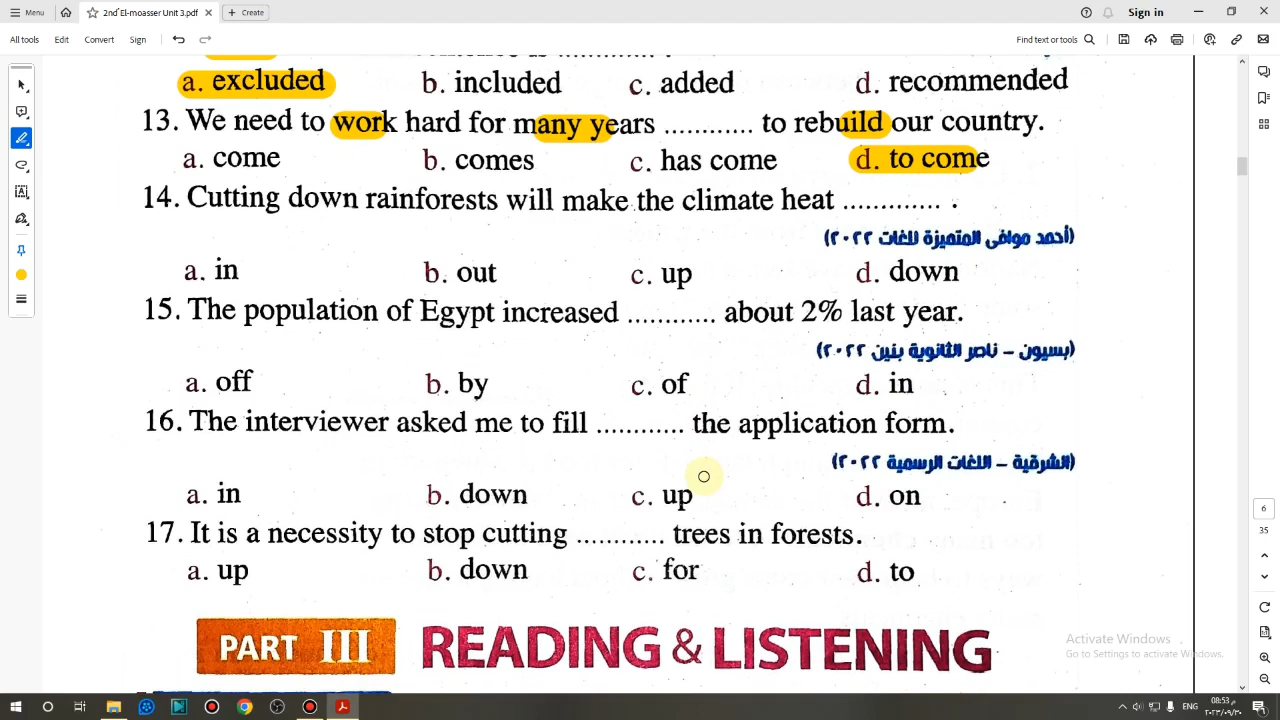 Menu
2nd El-moasser Unit 3.pdf
Create
Sign in
All tools
Edit
Convert
Sign
Find text or tools
a. excluded b. included c. added d. recommended
13. We need to work hard for many years ............ to rebuild our country.
a. come b. comes c. has come d. to come
14. Cutting down rainforests will make the climate heat ............. .
(أحمد موافى المتميزة للغات ٢٠٢٢)
a. in b. out c. up d. down
15. The population of Egypt increased ............ about 2% last year.
(بسيون – ناصر الثانوية بنين ٢٠٢٢)
a. off b. by c. of d. in
16. The interviewer asked me to fill ............ the application form.
(الشرقية – اللغات الرسمية ٢٠٢٢)
a. in b. down c. up d. on
17. It is a necessity to stop cutting ............ trees in forests.
a. up b. down c. for d. to
PART III READING & LISTENING
6
35
Activate Windows
Go to Settings to activate Windows.
ENG
08:53 م